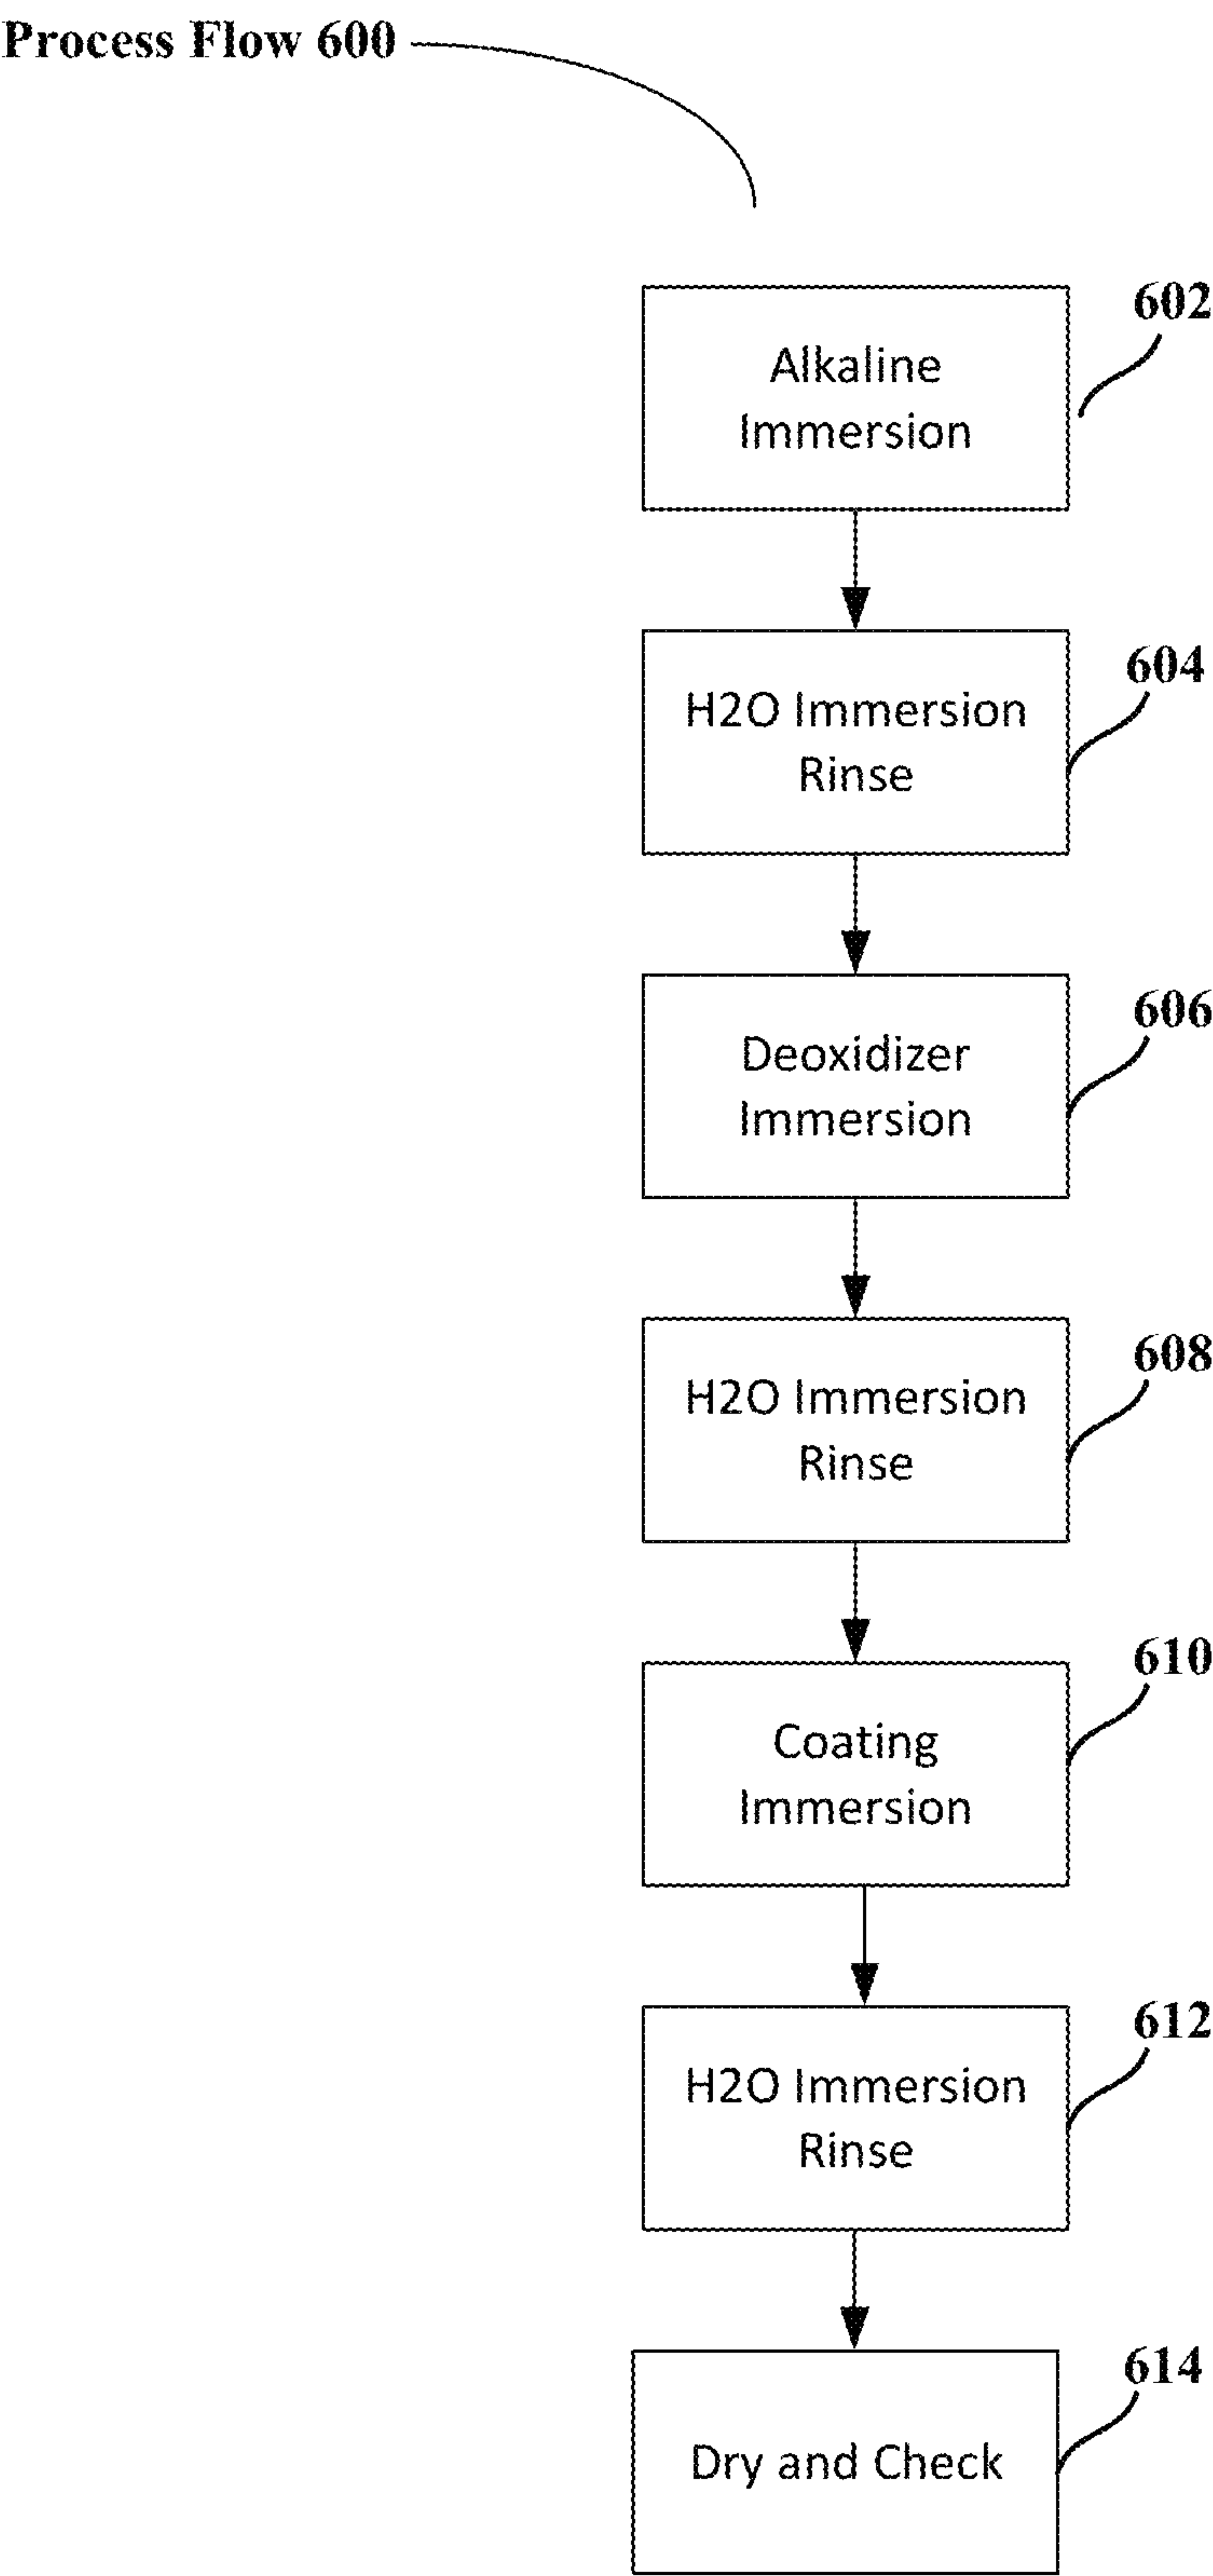 Process Flow 600
602
Alkaline
Immersion
604
H2O Immersion
Rinse
606
Deoxidizer
Immersion
608
H2O Immersion
Rinse
610
Coating
Immersion
612
H2O Immersion
Rinse
614
Dry and Check